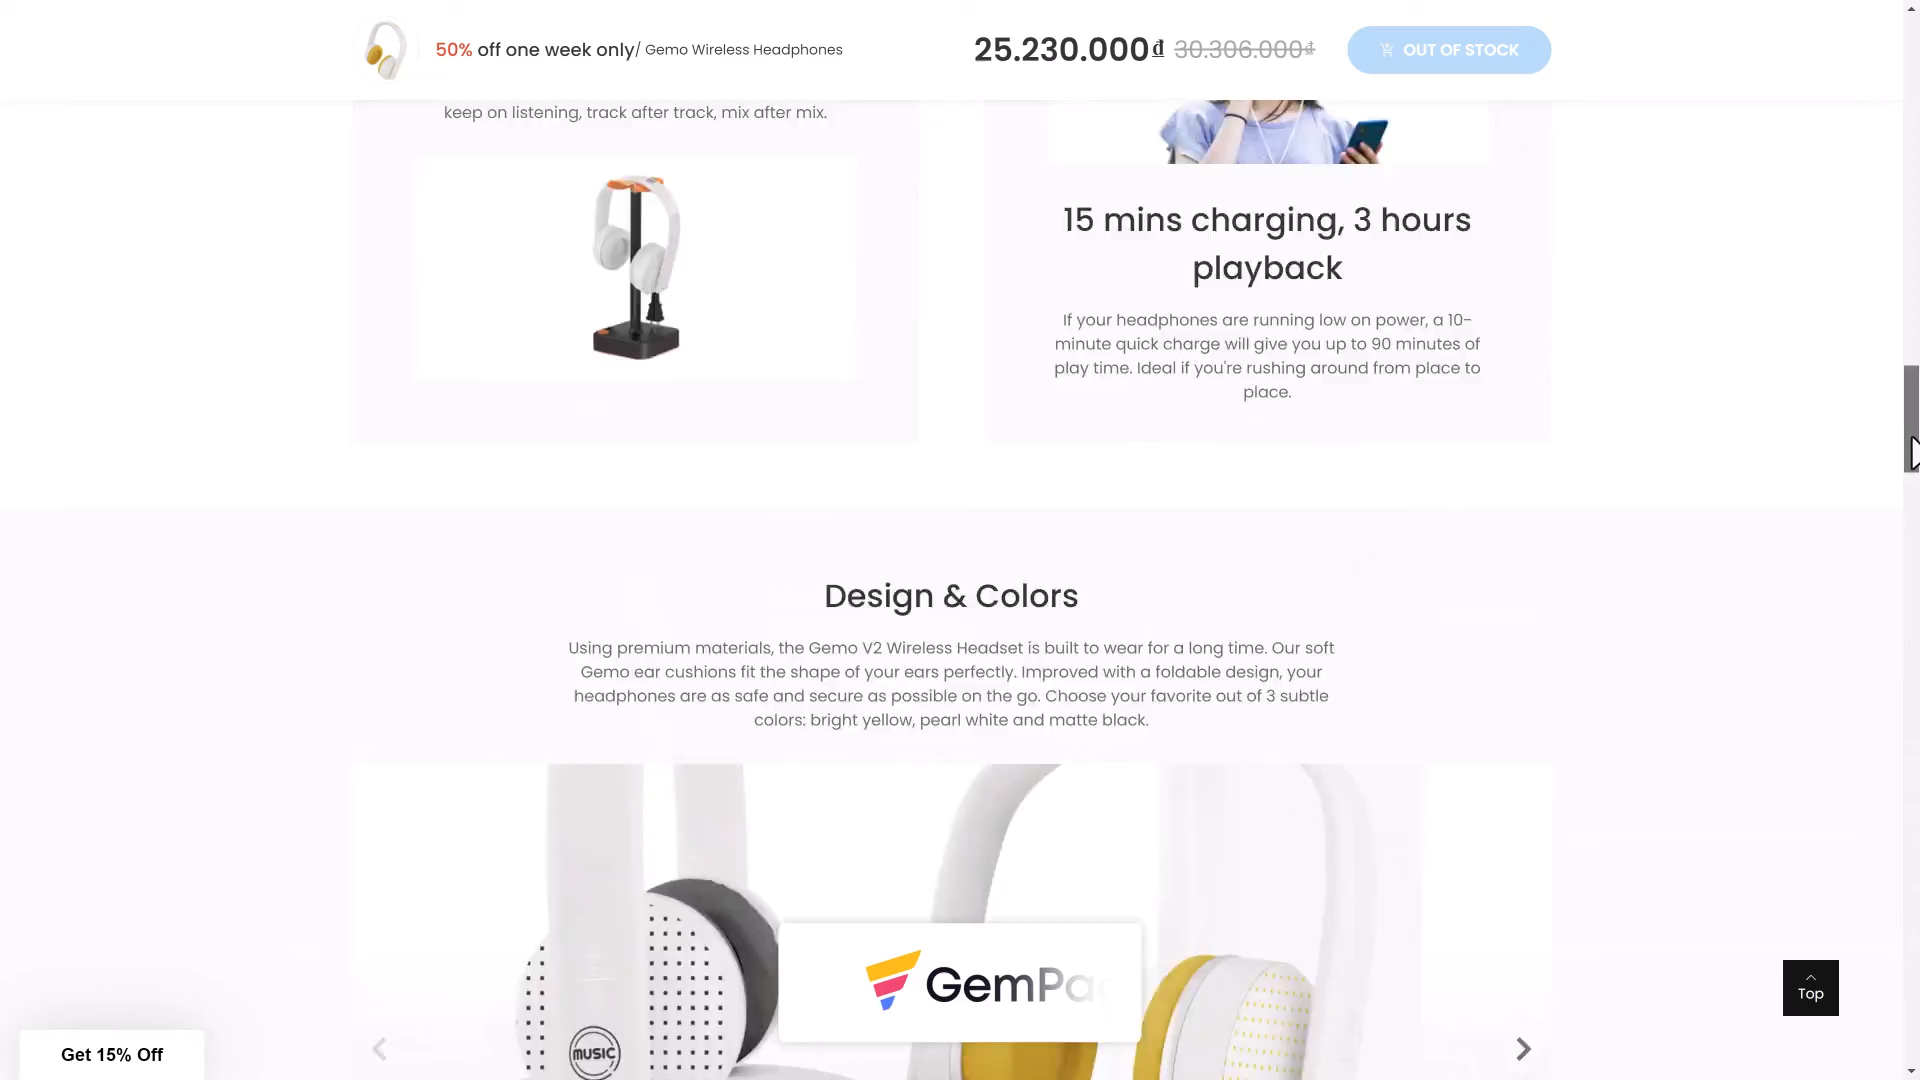 50% off one week only/ Gemo Wireless Headphones
25.230.000₫ 30.306.000₫
OUT OF STOCK
keep on listening, track after track, mix after mix.
15 mins charging, 3 hours
playback
If your headphones are running low on power, a 10-
minute quick charge will give you up to 90 minutes of
play time. Ideal if you're rushing around from place to
place.
Design & Colors
Using premium materials, the Gemo V2 Wireless Headset is built to wear for a long time. Our soft
Gemo ear cushions fit the shape of your ears perfectly. Improved with a foldable design, your
headphones are as safe and secure as possible on the go. Choose your favorite out of 3 subtle
colors: bright yellow, pearl white and matte black.
GemPa
MUSIC
Top
Get 15% Off